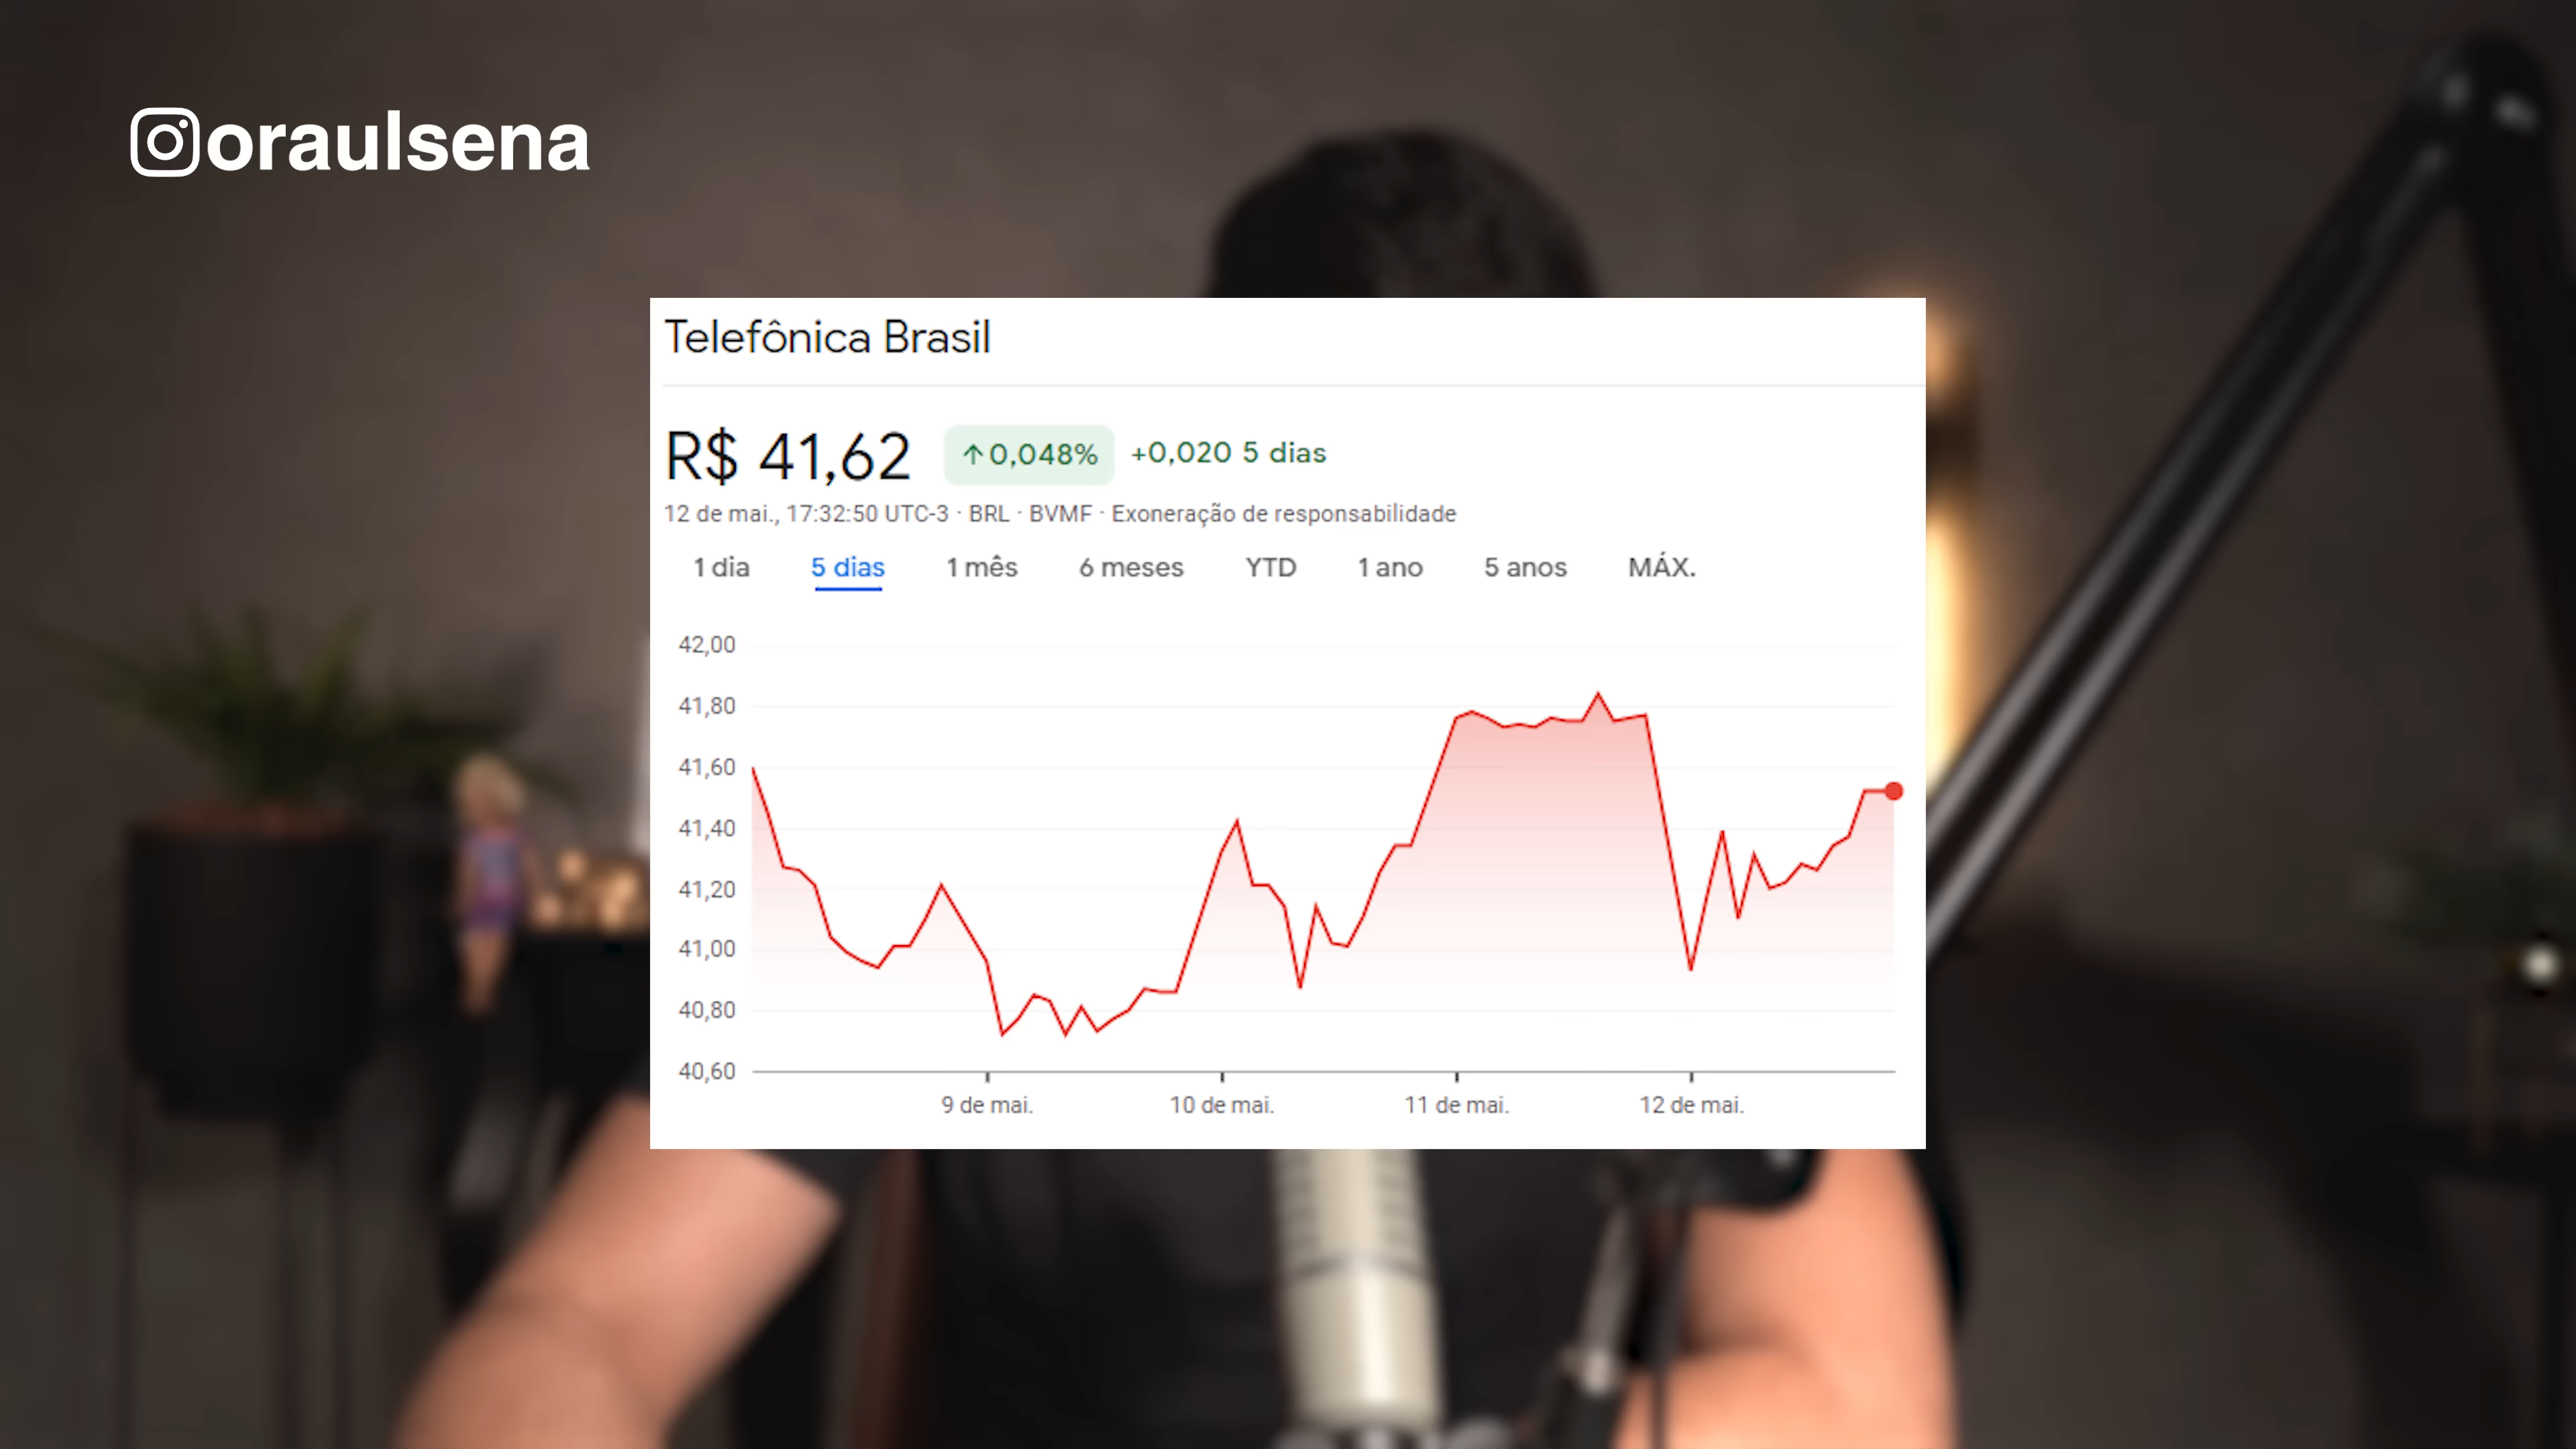 oraulsena
Telefônica Brasil
R$ 41,62 ↑0,048% +0,020 5 dias
12 de mai., 17:32:50 UTC-3 · BRL · BVMF · Exoneração de responsabilidade
1 dia 5 dias 1 mês 6 meses YTD 1 ano 5 anos MÁX.
42,00
41,80
41,60
41,40
41,20
41,00
40,80
40,60
9 de mai. 10 de mai. 11 de mai. 12 de mai.